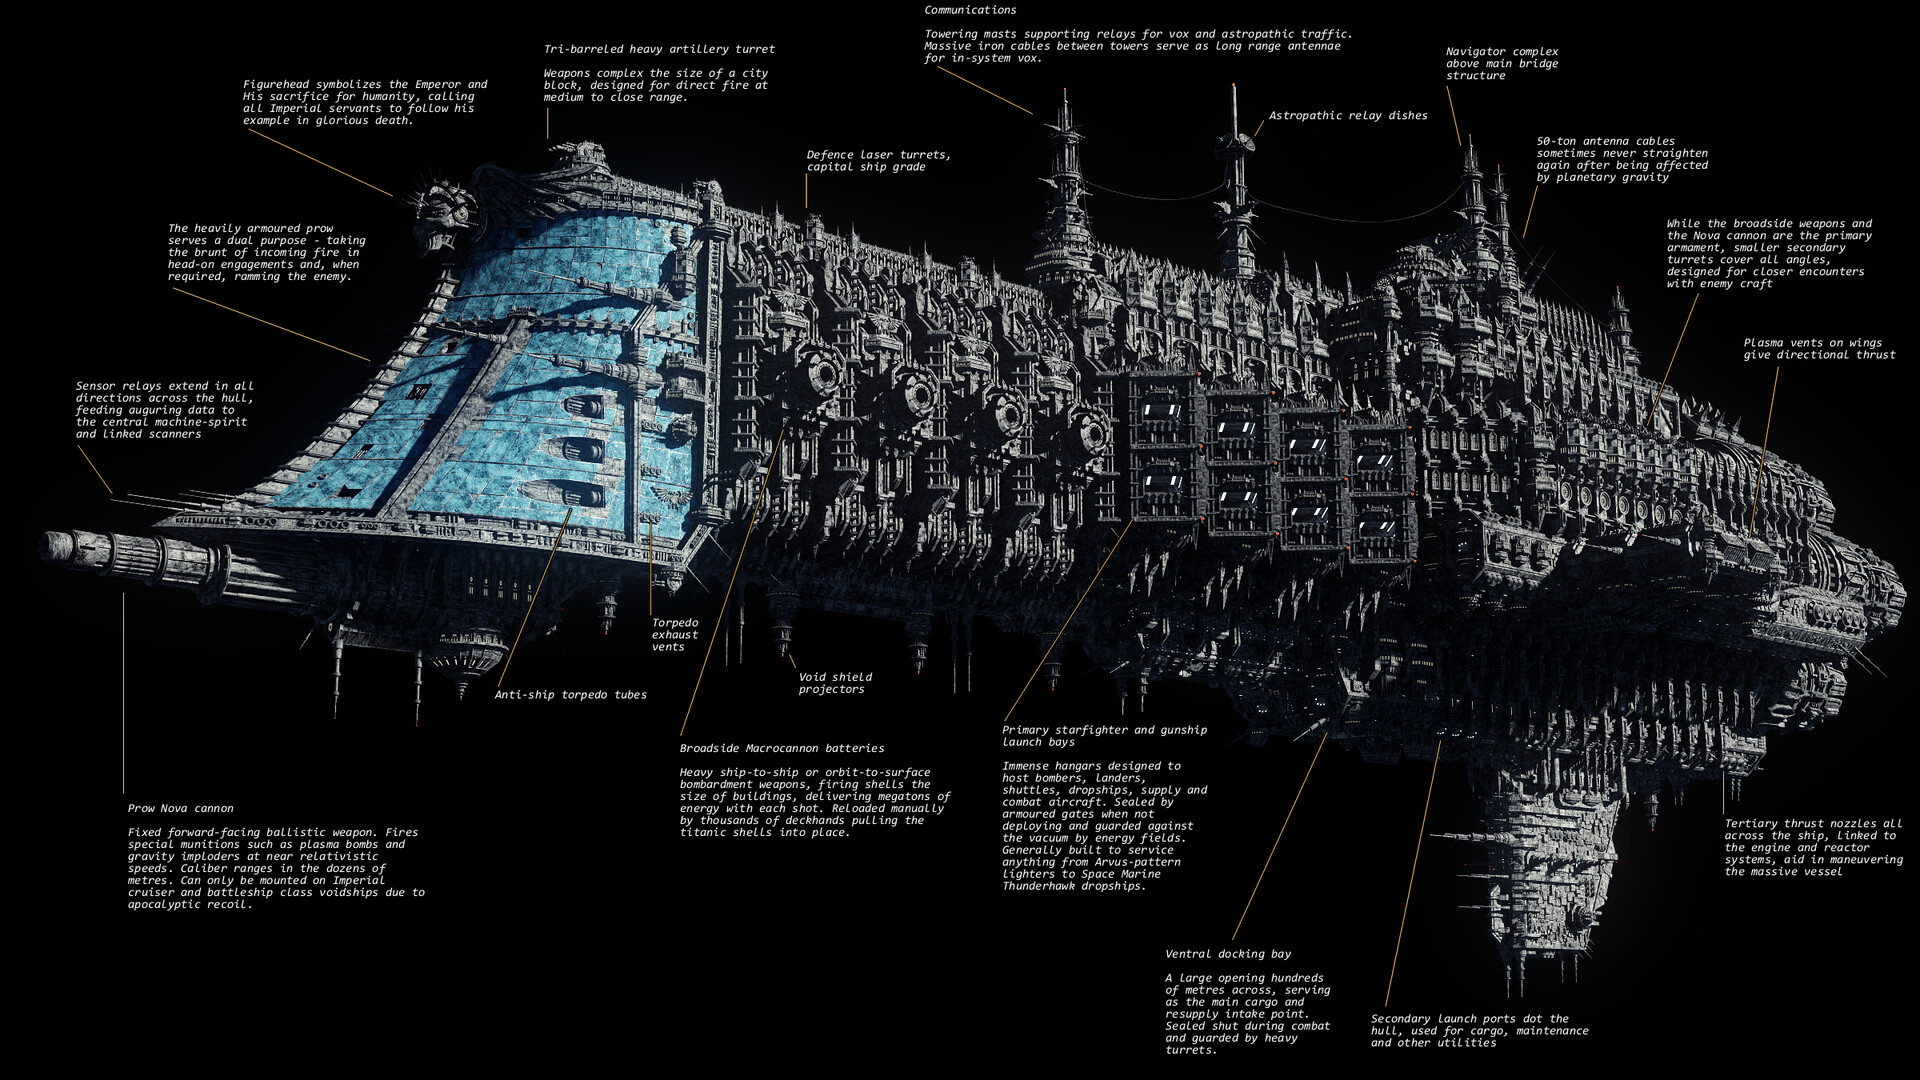 Communications
Towering masts supporting relays for vox and astropathic traffic.
Massive iron cables between towers serve as long range antennae
for in-system vox.
Tri-barreled heavy artillery turret
Weapons complex the size of a city
block, designed for direct fire at
medium to close range.
Navigator complex
above main bridge
structure
Figurehead symbolizes the Emperor and
His sacrifice for humanity, calling
all Imperial servants to follow his
example in glorious death.
Astropathic relay dishes
50-ton antenna cables
sometimes never straighten
again after being affected
by planetary gravity
Defence laser turrets,
capital ship grade
The heavily armoured prow
serves a dual purpose - taking
the brunt of incoming fire in
head-on engagements and, when
required, ramming the enemy.
While the broadside weapons and
the Nova cannon are the primary
armament, smaller secondary
turrets cover all angles,
designed for closer encounters
with enemy craft
Plasma vents on wings
give directional thrust
Sensor relays extend in all
directions across the hull,
feeding auguring data to
the central machine-spirit
and linked scanners
Torpedo
exhaust
vents
Void shield
projectors
Anti-ship torpedo tubes
Primary starfighter and gunship
launch bays
Immense hangars designed to
host bombers, landers,
shuttles, dropships, supply and
combat aircraft. Sealed by
armoured gates when not
deploying and guarded against
the vacuum by energy fields.
Generally built to service
anything from Arvus-pattern
lighters to Space Marine
Thunderhawk dropships.
Broadside Macrocannon batteries
Heavy ship-to-ship or orbit-to-surface
bombardment weapons, firing shells the
size of buildings, delivering megatons of
energy with each shot. Reloaded manually
by thousands of deckhands pulling the
titanic shells into place.
Prow Nova cannon
Fixed forward-facing ballistic weapon. Fires
special munitions such as plasma bombs and
gravity imploders at near relativistic
speeds. Caliber ranges in the dozens of
metres. Can only be mounted on Imperial
cruiser and battleship class voidships due to
apocalyptic recoil.
Tertiary thrust nozzles all
across the ship, linked to
the engine and reactor
systems, aid in maneuvering
the massive vessel
Ventral docking bay
A large opening hundreds
of metres across, serving
as the main cargo and
resupply intake point.
Sealed shut during combat
and guarded by heavy
turrets.
Secondary launch ports dot the
hull, used for cargo, maintenance
and other utilities